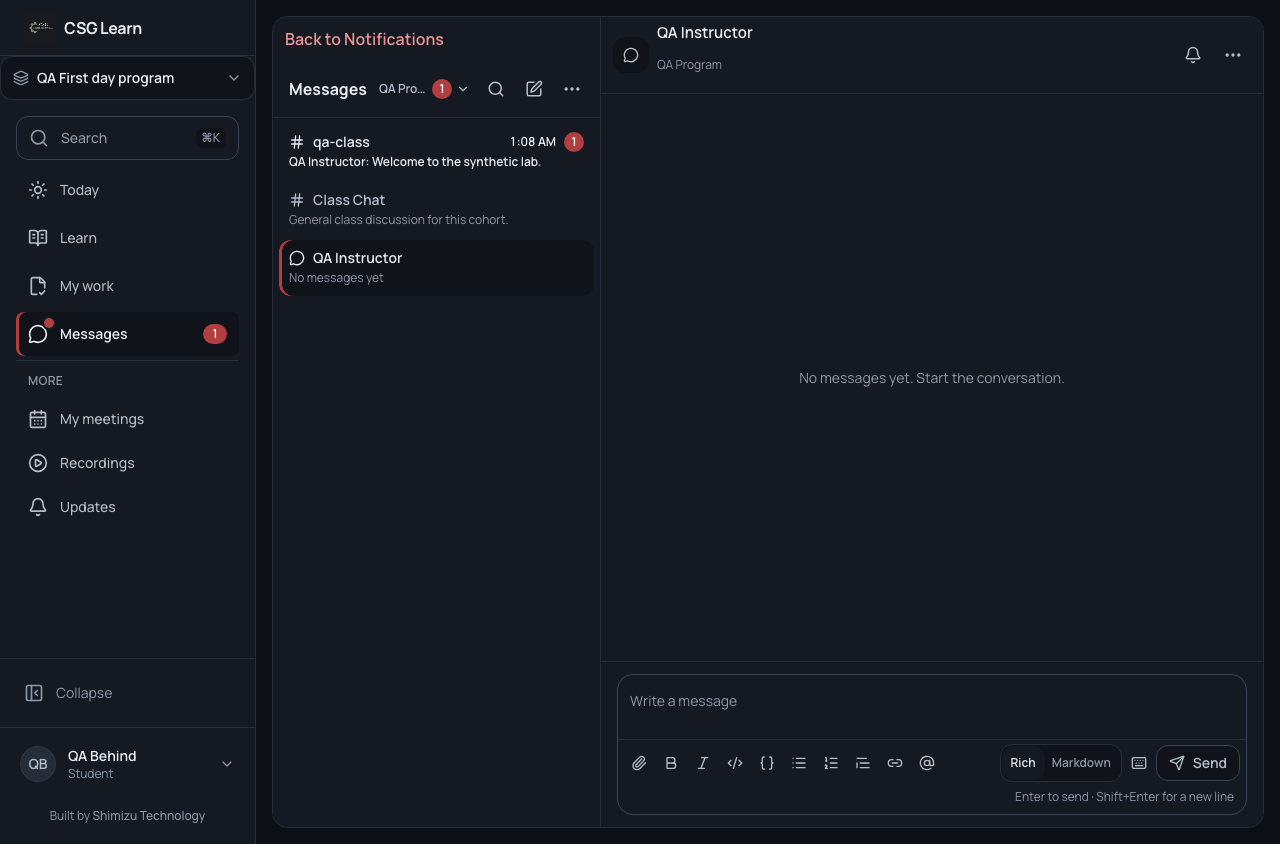 CSG Learn
QA First day program
Search ⌘K
Today
Learn
My work
Messages 1
MORE
My meetings
Recordings
Updates
Collapse
QB
QA Behind
Student
Built by Shimizu Technology
Back to Notifications
Messages QA Pro... 1
qa-class 1:08 AM 1
QA Instructor: Welcome to the synthetic lab.
Class Chat
General class discussion for this cohort.
QA Instructor
No messages yet
QA Instructor
QA Program
No messages yet. Start the conversation.
Write a message
Rich Markdown Send
Enter to send · Shift+Enter for a new line